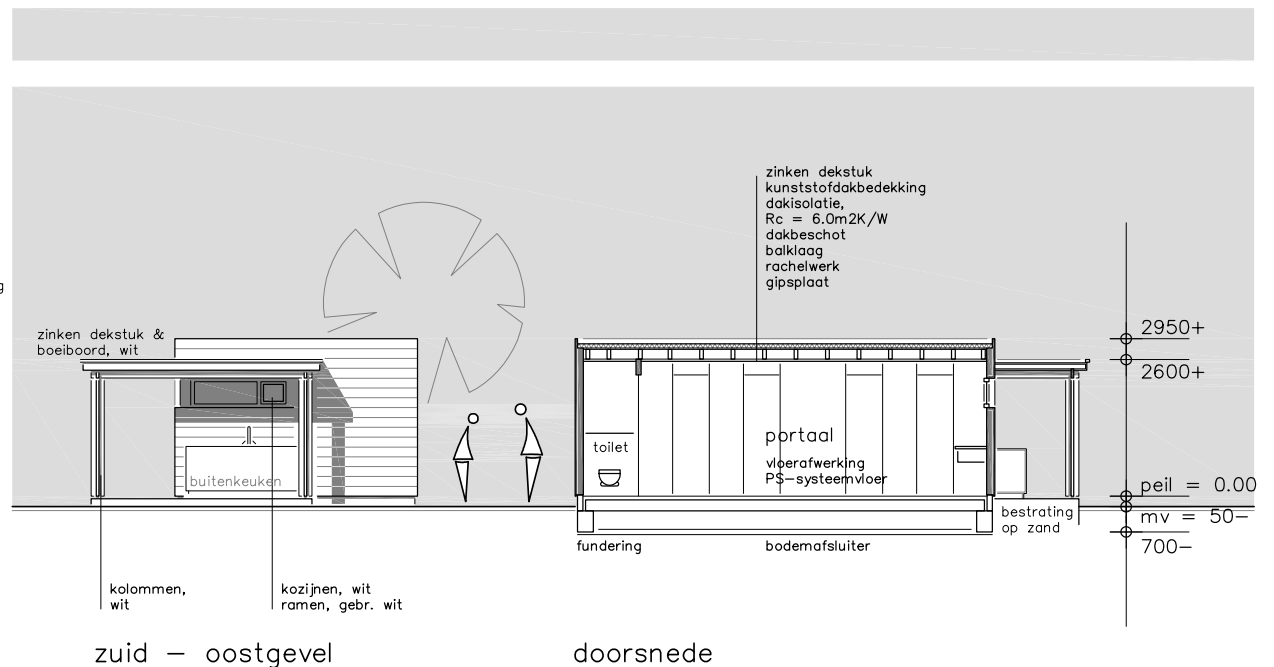 zinken dekstuk
kunststofdakbedekking
dakisolatie,
Rc = 6.0m2K/W
dakbeschot
balklaag
rachelwerk
gipsplaat
g
zinken dekstuk &
boeiboord, wit
2950+
2600+
portaal
toilet
vloerafwerking
PS-systeemvloer
buitenkeuken
peil = 0.00
bestrating
op zand
mv = 50-
700-
fundering
bodemafsluiter
kolommen,
wit
kozijnen, wit
ramen, gebr. wit
zuid - oostgevel
doorsnede